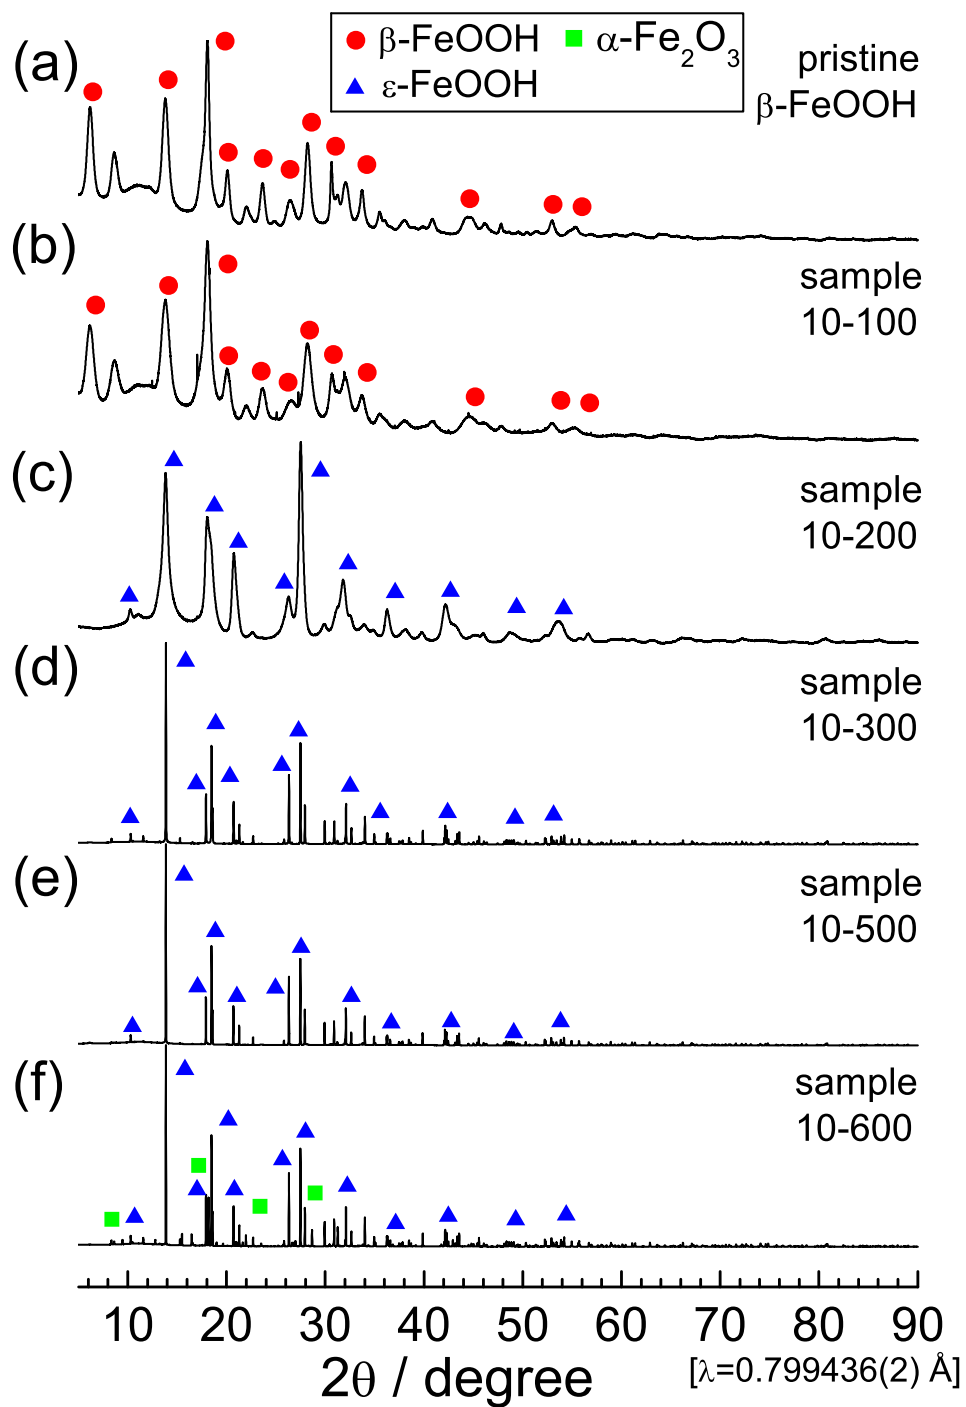 (a)
β-FeOOH
α-Fe₂O₃
ε-FeOOH
pristine
β-FeOOH
(b)
sample
10-100
(c)
sample
10-200
(d)
sample
10-300
(e)
sample
10-500
(f)
sample
10-600
10 20 30 40 50 60 70 80 90
2θ / degree
[λ=0.799436(2) Å]